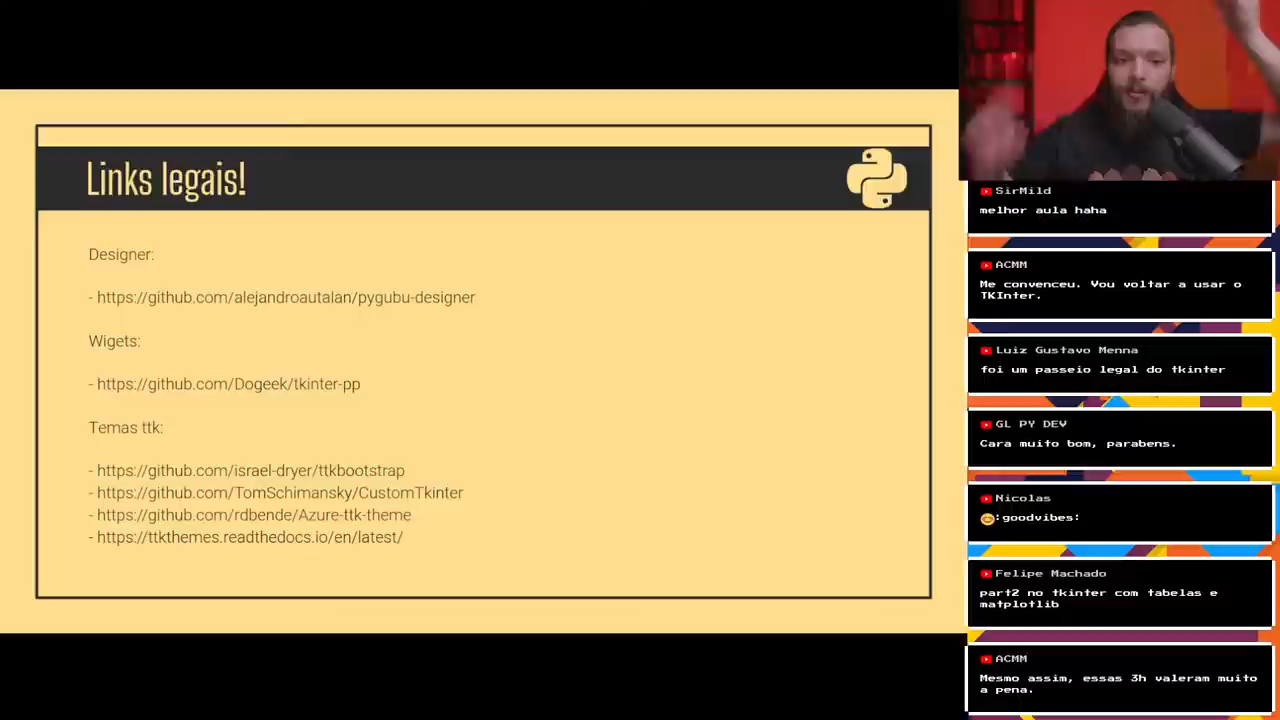 Links legais!
Designer:
- https://github.com/alejandroautalan/pygubu-designer
Wigets:
- https://github.com/Dogeek/tkinter-pp
Temas ttk:
- https://github.com/israel-dryer/ttkbootstrap
- https://github.com/TomSchimansky/CustomTkinter
- https://github.com/rdbende/Azure-ttk-theme
- https://ttkthemes.readthedocs.io/en/latest/
SirMild
melhor aula haha
ACMM
Me convenceu. Vou voltar a usar o
TKInter.
Luiz Gustavo Menna
foi um passeio legal do tkinter
GL PY DEV
Cara muito bom, parabens.
Nicolas
:goodvibes:
Felipe Machado
part2 no tkinter com tabelas e
matplotlib
ACMM
Mesmo assim, essas 3h valeram muito
a pena.